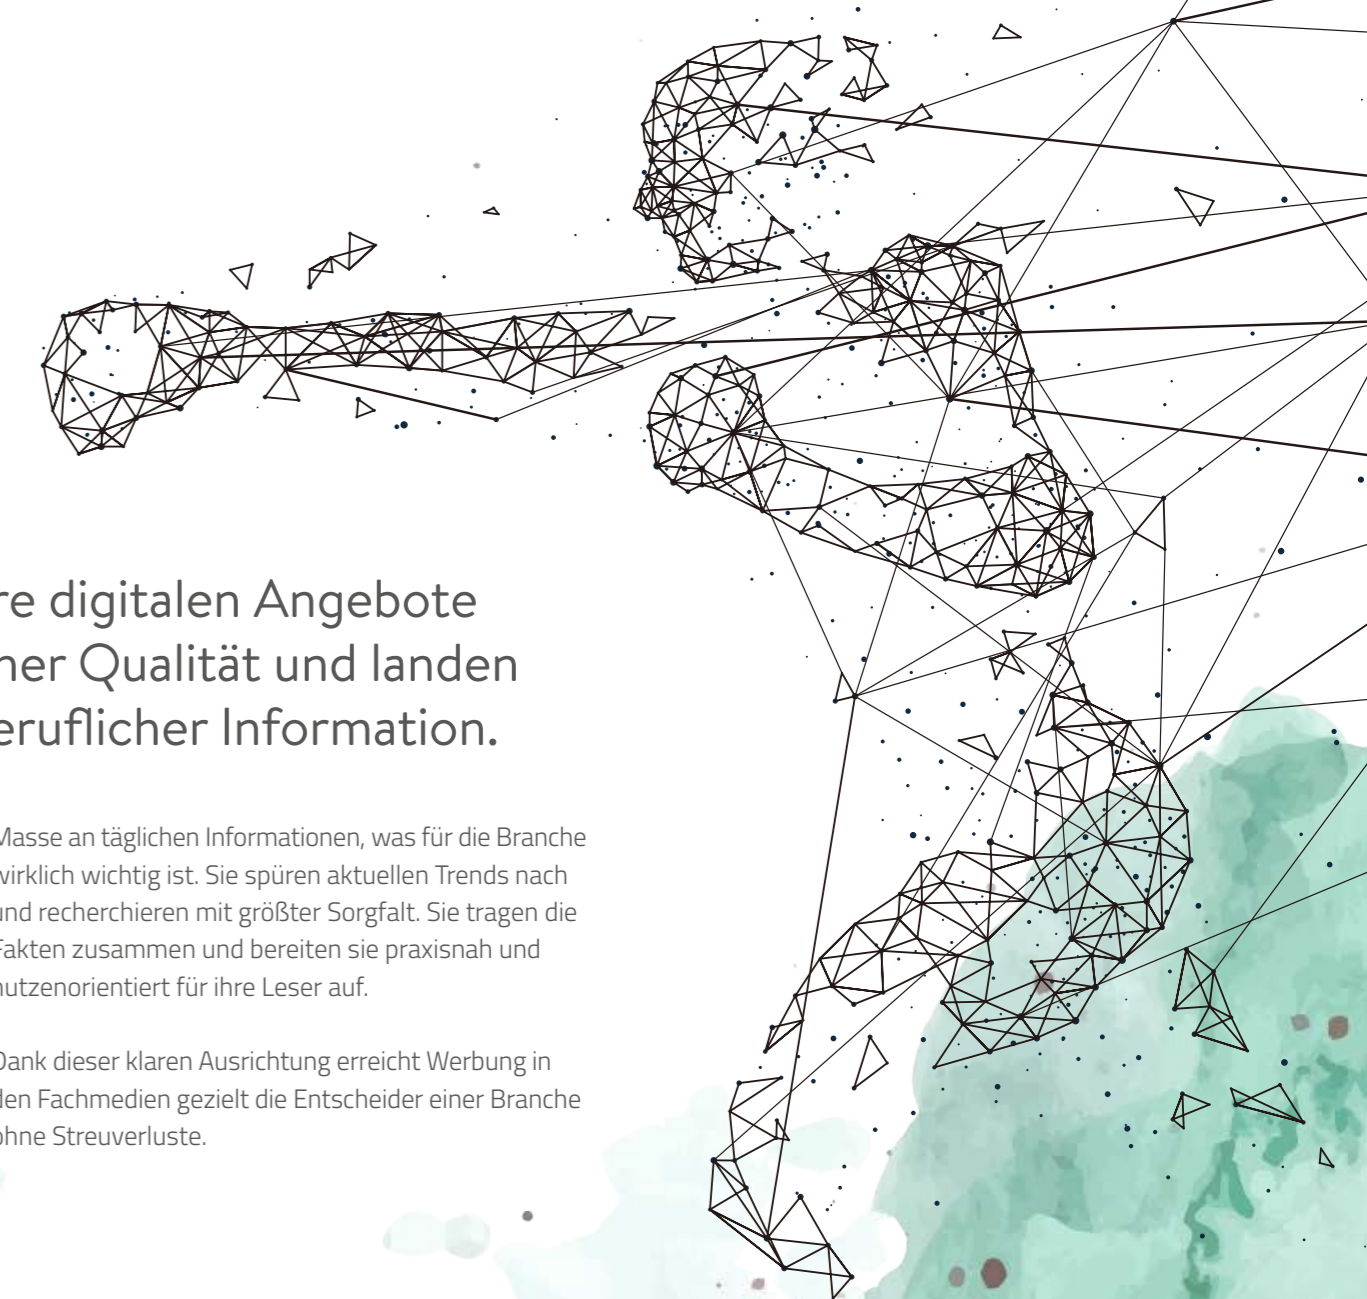 re digitalen Angebote
her Qualität und landen
eruflicher Information.
Masse an täglichen Informationen, was für die Branche
wirklich wichtig ist. Sie spüren aktuellen Trends nach
und recherchieren mit größter Sorgfalt. Sie tragen die
Fakten zusammen und bereiten sie praxisnah und
nutzenorientiert für ihre Leser auf.
Dank dieser klaren Ausrichtung erreicht Werbung in
den Fachmedien gezielt die Entscheider einer Branche
ohne Streuverluste.